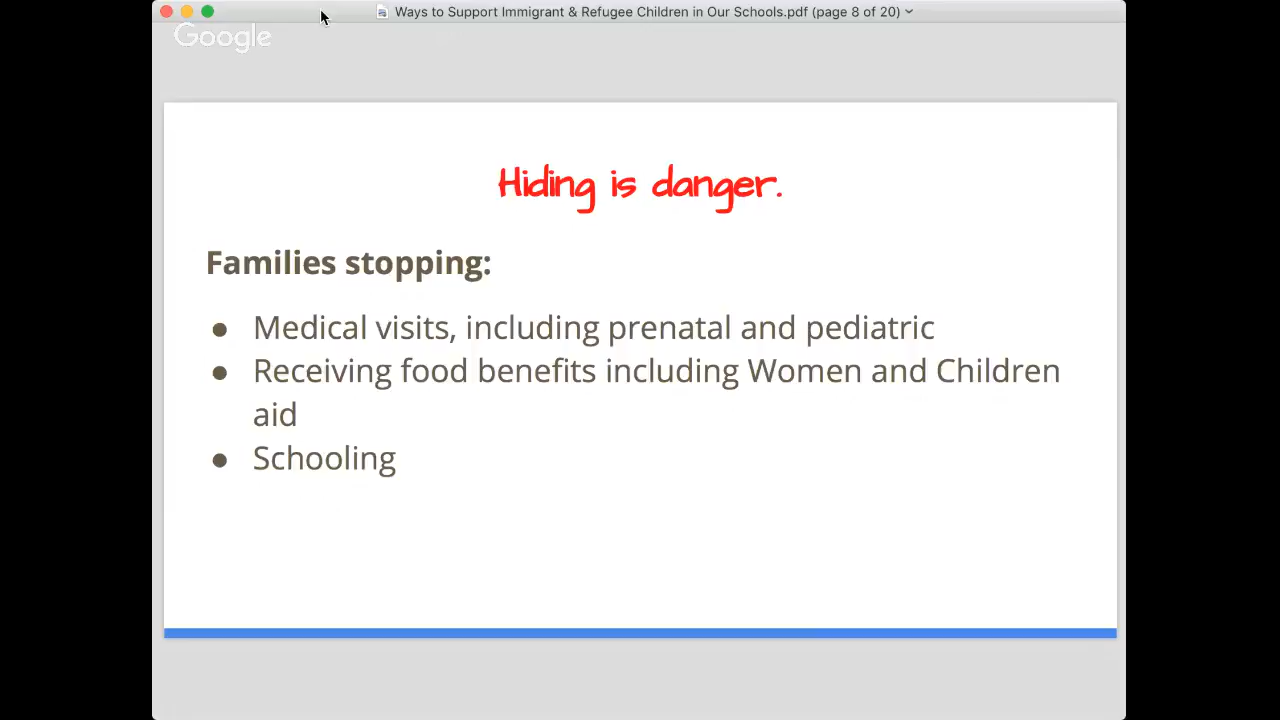 Ways to Support Immigrant & Refugee Children in Our Schools.pdf (page 8 of 20)
Google
Hiding is danger.
Families stopping:
● Medical visits, including prenatal and pediatric
● Receiving food benefits including Women and Children
aid
● Schooling